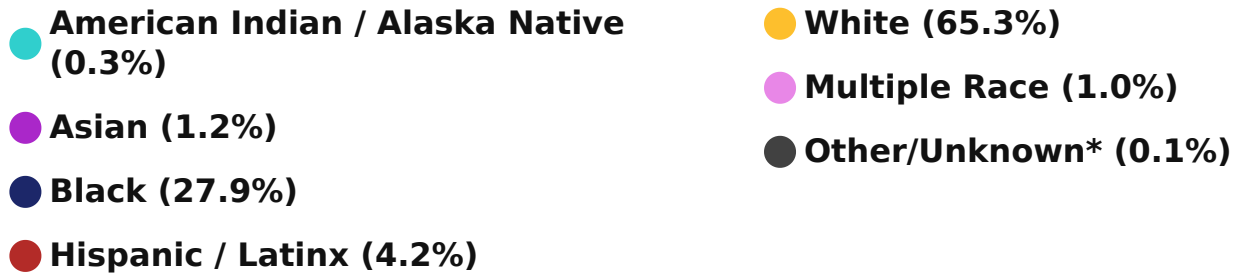 American Indian / Alaska Native
(0.3%)
Asian (1.2%)
Black (27.9%)
Hispanic / Latinx (4.2%)
White (65.3%)
Multiple Race (1.0%)
Other/Unknown* (0.1%)